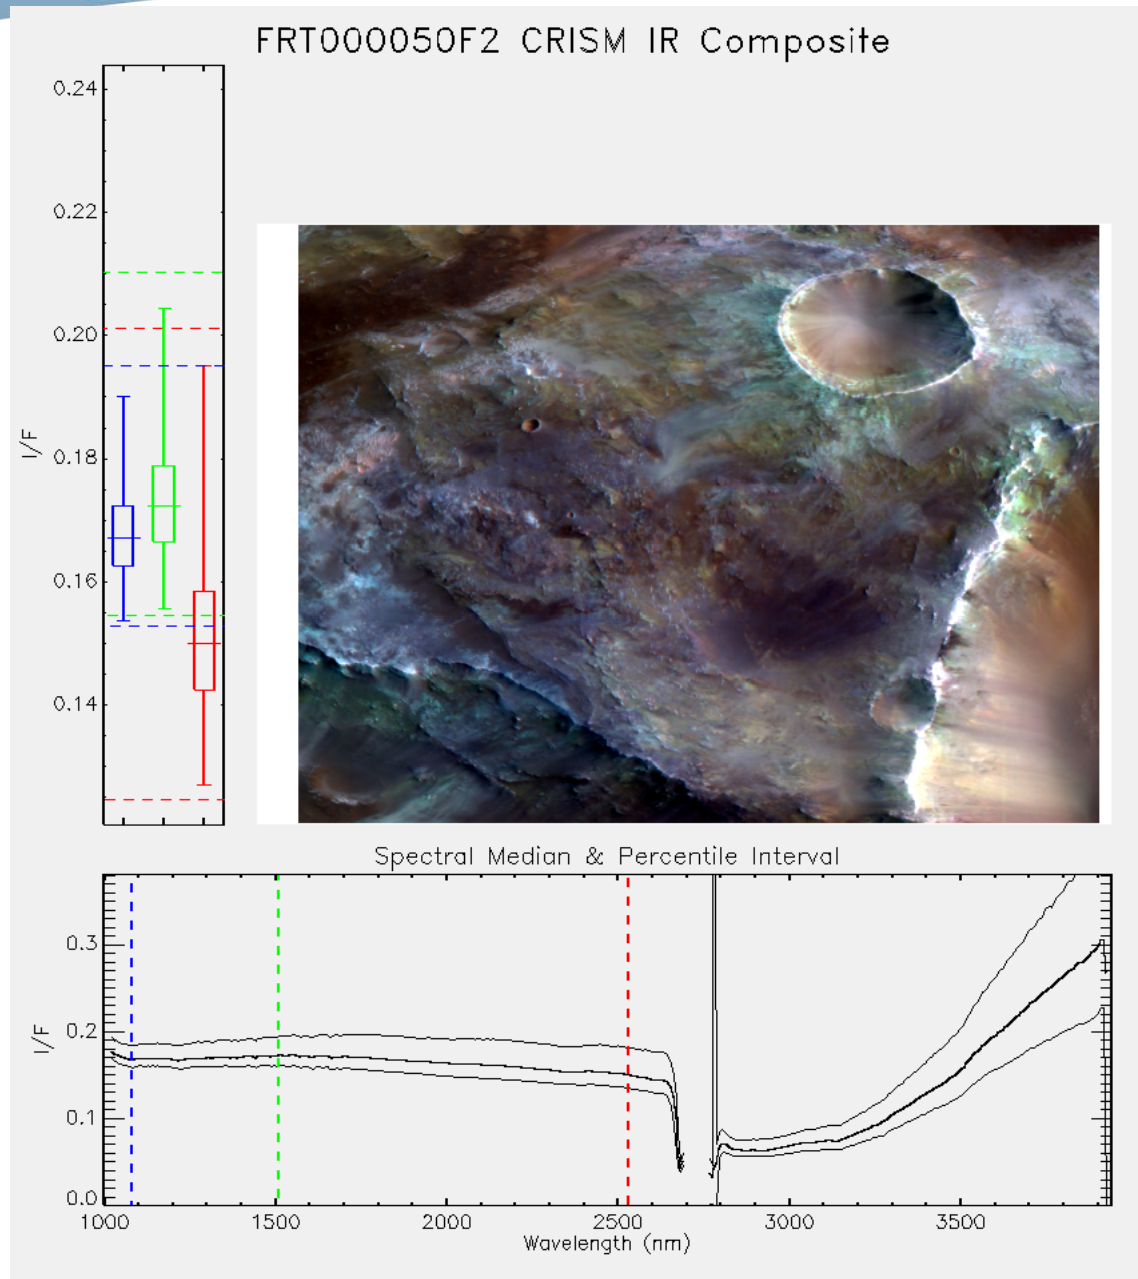 FRT000050F2 CRISM IR Composite
0.24
0.22
0.20
0.18
0.16
0.14
I/F
Spectral Median & Percentile Interval
0.3
0.2
0.1
0.0
I/F
1000 1500 2000 2500 3000 3500
Wavelength (nm)